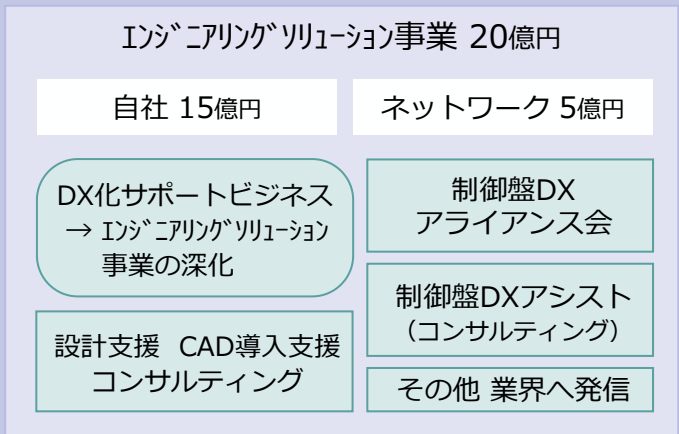 ｴﾝｼﾞﾆｱﾘﾝｸﾞｿﾘｭｰｼｮﾝ事業 20億円
自社 15億円
ネットワーク 5億円
DX化サポートビジネス
→ ｴﾝｼﾞﾆｱﾘﾝｸﾞｿﾘｭｰｼｮﾝ
事業の深化
設計支援 CAD導入支援
コンサルティング
制御盤DX
アライアンス会
制御盤DXアシスト
（コンサルティング）
その他 業界へ発信